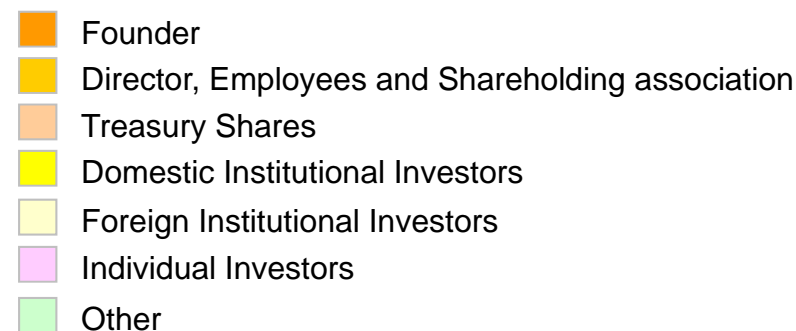 Founder
Director, Employees and Shareholding association
Treasury Shares
Domestic Institutional Investors
Foreign Institutional Investors
Individual Investors
Other